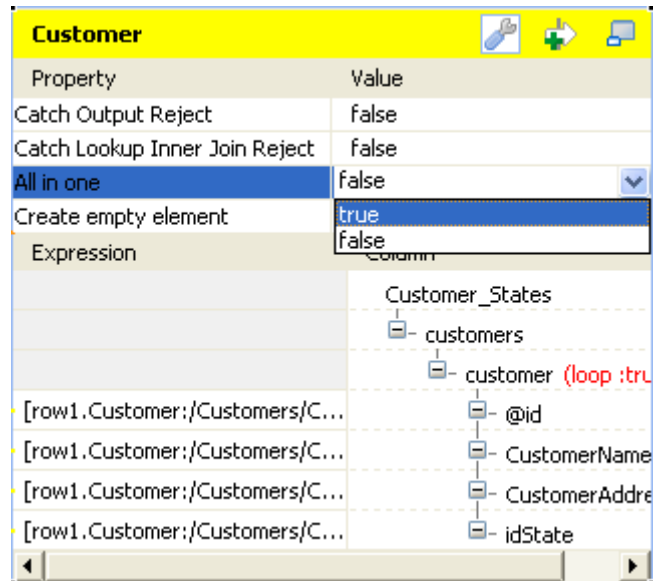 Customer
Property Value
Catch Output Reject false
Catch Lookup Inner Join Reject false
All in one false
Create empty element true
false
Expression Column
Customer_States
customers
customer (loop :tru
[row1.Customer:/Customers/C... @id
[row1.Customer:/Customers/C... CustomerName
[row1.Customer:/Customers/C... CustomerAddre
[row1.Customer:/Customers/C... idState